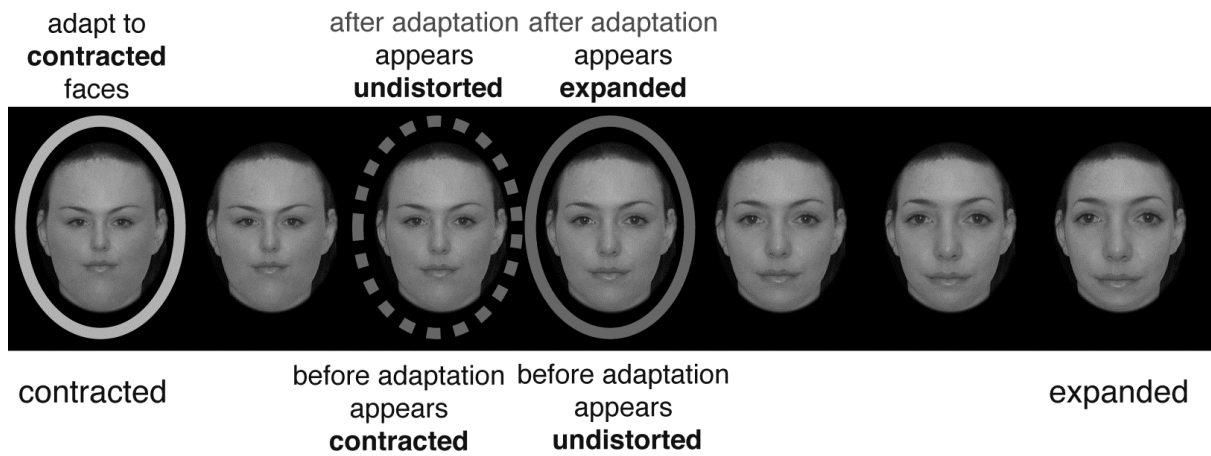 adapt to
contracted
faces
after adaptation
appears
undistorted
after adaptation
appears
expanded
contracted
before adaptation
appears
contracted
before adaptation
appears
undistorted
expanded